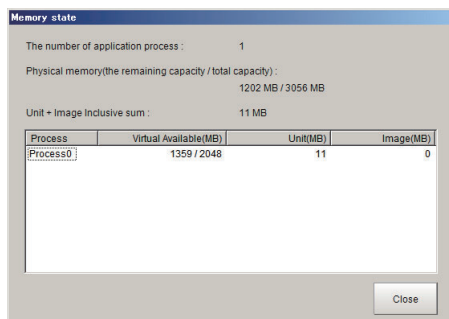 Memory state
The number of application process : 1
Physical memory(the remaining capacity / total capacity) :
1202 MB / 3056 MB
Unit + Image Inclusive sum : 11 MB
Process Virtual Available(MB) Unit(MB) Image(MB)
Process0 1359 / 2048 11 0
Close